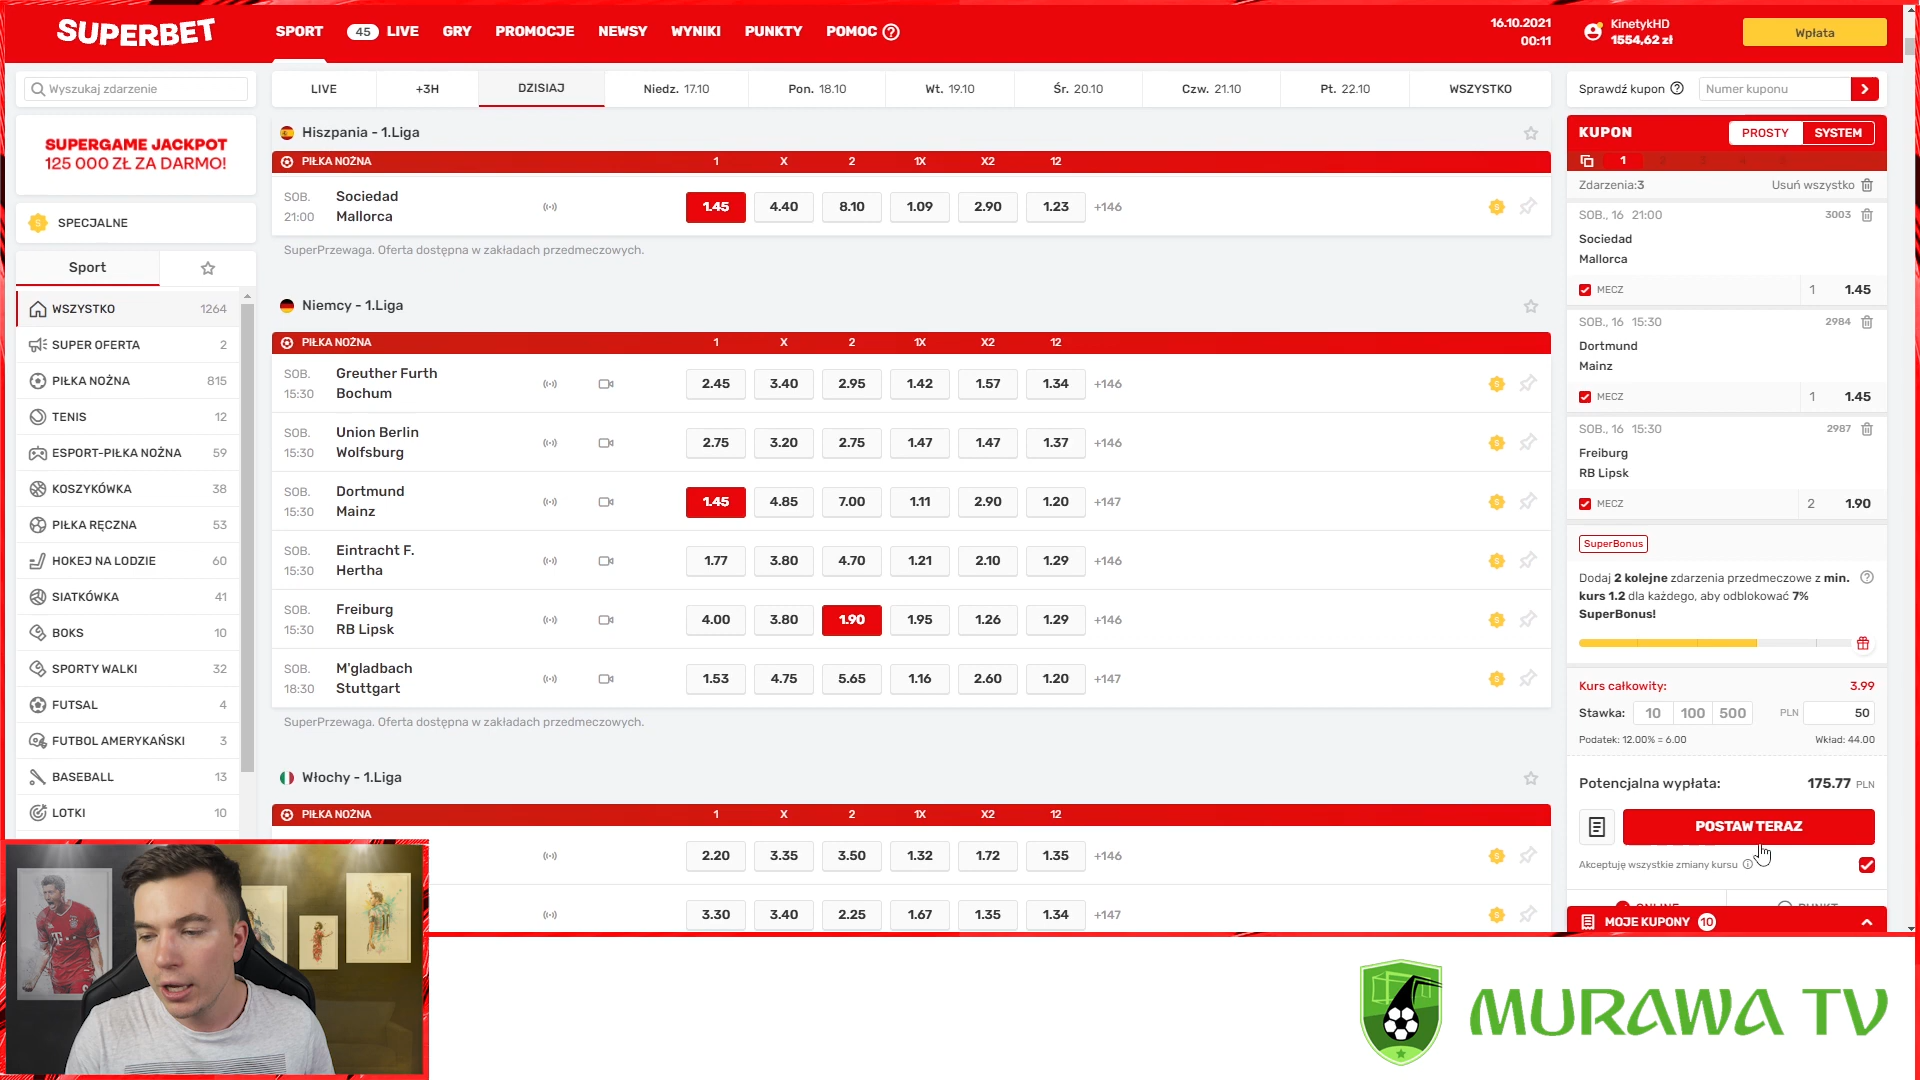 SUPERBET
SPORT 45 LIVE GRY PROMOCJE NEWSY WYNIKI PUNKTY POMOC
16.10.2021
00:11
KinetykHD
1554,62 zł
Wpłata
Wyszukaj zdarzenie
LIVE +3H DZISIAJ Niedz. 17.10 Pon. 18.10 Wt. 19.10 Śr. 20.10 Czw. 21.10 Pt. 22.10 WSZYSTKO
Sprawdź kupon Numer kuponu
SUPERGAME JACKPOT
125 000 ZŁ ZA DARMO!
SPECJALNE
Sport
WSZYSTKO 1264
SUPER OFERTA 2
PIŁKA NOŻNA 815
TENIS 12
ESPORT-PIŁKA NOŻNA 59
KOSZYKÓWKA 38
PIŁKA RĘCZNA 53
HOKEJ NA LODZIE 60
SIATKÓWKA 41
BOKS 10
SPORTY WALKI 32
FUTSAL 4
FUTBOL AMERYKAŃSKI 3
BASEBALL 13
LOTKI 10
Hiszpania - 1.Liga
PIŁKA NOŻNA 1 X 2 1X X2 12
SOB. 21:00 Sociedad Mallorca 1.45 4.40 8.10 1.09 2.90 1.23 +146
SuperPrzewaga. Oferta dostępna w zakładach przedmeczowych.
Niemcy - 1.Liga
PIŁKA NOŻNA 1 X 2 1X X2 12
SOB. 15:30 Greuther Furth Bochum 2.45 3.40 2.95 1.42 1.57 1.34 +146
SOB. 15:30 Union Berlin Wolfsburg 2.75 3.20 2.75 1.47 1.47 1.37 +146
SOB. 15:30 Dortmund Mainz 1.45 4.85 7.00 1.11 2.90 1.20 +147
SOB. 15:30 Eintracht F. Hertha 1.77 3.80 4.70 1.21 2.10 1.29 +146
SOB. 15:30 Freiburg RB Lipsk 4.00 3.80 1.90 1.95 1.26 1.29 +146
SOB. 18:30 M'gladbach Stuttgart 1.53 4.75 5.65 1.16 2.60 1.20 +147
SuperPrzewaga. Oferta dostępna w zakładach przedmeczowych.
Włochy - 1.Liga
PIŁKA NOŻNA 1 X 2 1X X2 12
2.20 3.35 3.50 1.32 1.72 1.35 +146
3.30 3.40 2.25 1.67 1.35 1.34 +147
KUPON PROSTY SYSTEM
1
Zdarzenia:3 Usuń wszystko
SOB., 16 21:00 3003
Sociedad
Mallorca
MECZ 1 1.45
SOB., 16 15:30 2984
Dortmund
Mainz
MECZ 1 1.45
SOB., 16 15:30 2987
Freiburg
RB Lipsk
MECZ 2 1.90
SuperBonus
Dodaj 2 kolejne zdarzenia przedmeczowe z min.
kurs 1.2 dla każdego, aby odblokować 7%
SuperBonus!
Kurs całkowity: 3.99
Stawka: 10 100 500 PLN 50
Podatek: 12.00% = 6.00 Wkład: 44.00
Potencjalna wypłata: 175.77 PLN
POSTAW TERAZ
Akceptuję wszystkie zmiany kursu
MOJE KUPONY 10
MURAWA TV